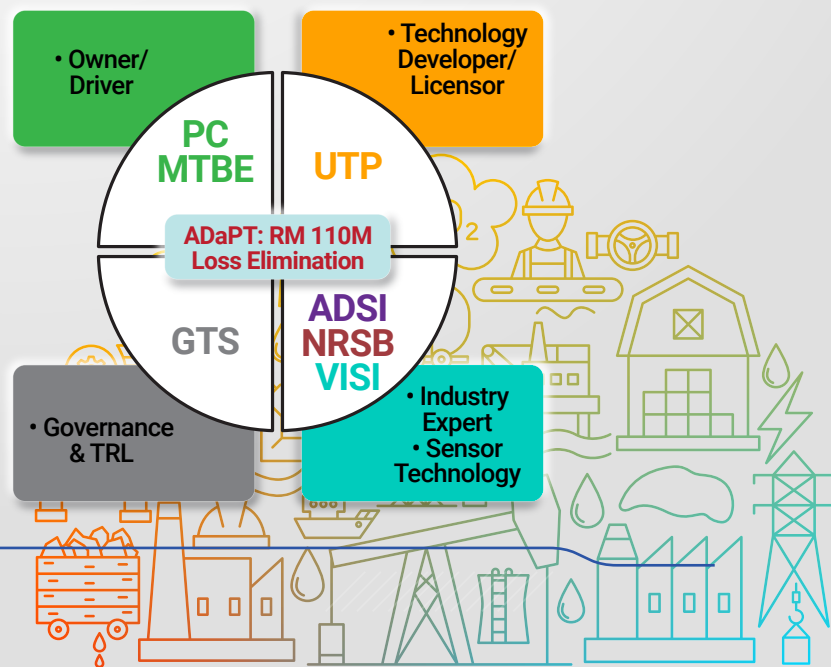 • Owner/
Driver
• Technology
Developer/
Licensor
PC
MTBE
UTP
2
ADaPT: RM 110M
Loss Elimination
GTS
ADSI
NRSB
VISI
• Governance
& TRL
• Industry
Expert
• Sensor
Technology